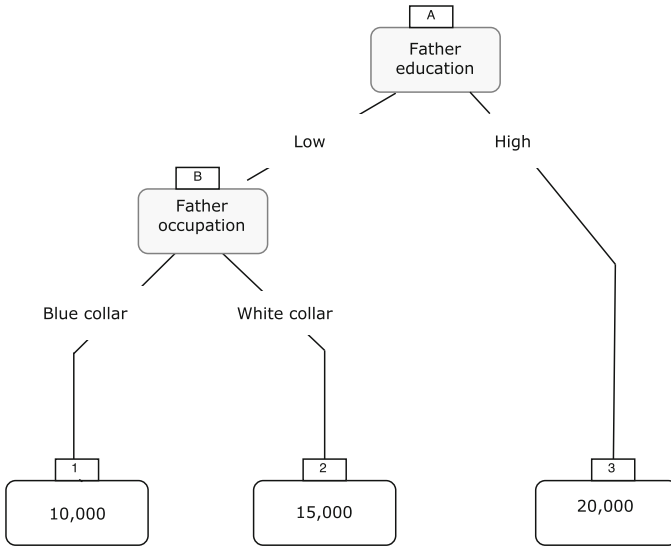 A
Father
education
Low
High
B
Father
occupation
Blue collar
White collar
1
2
3
10,000
15,000
20,000